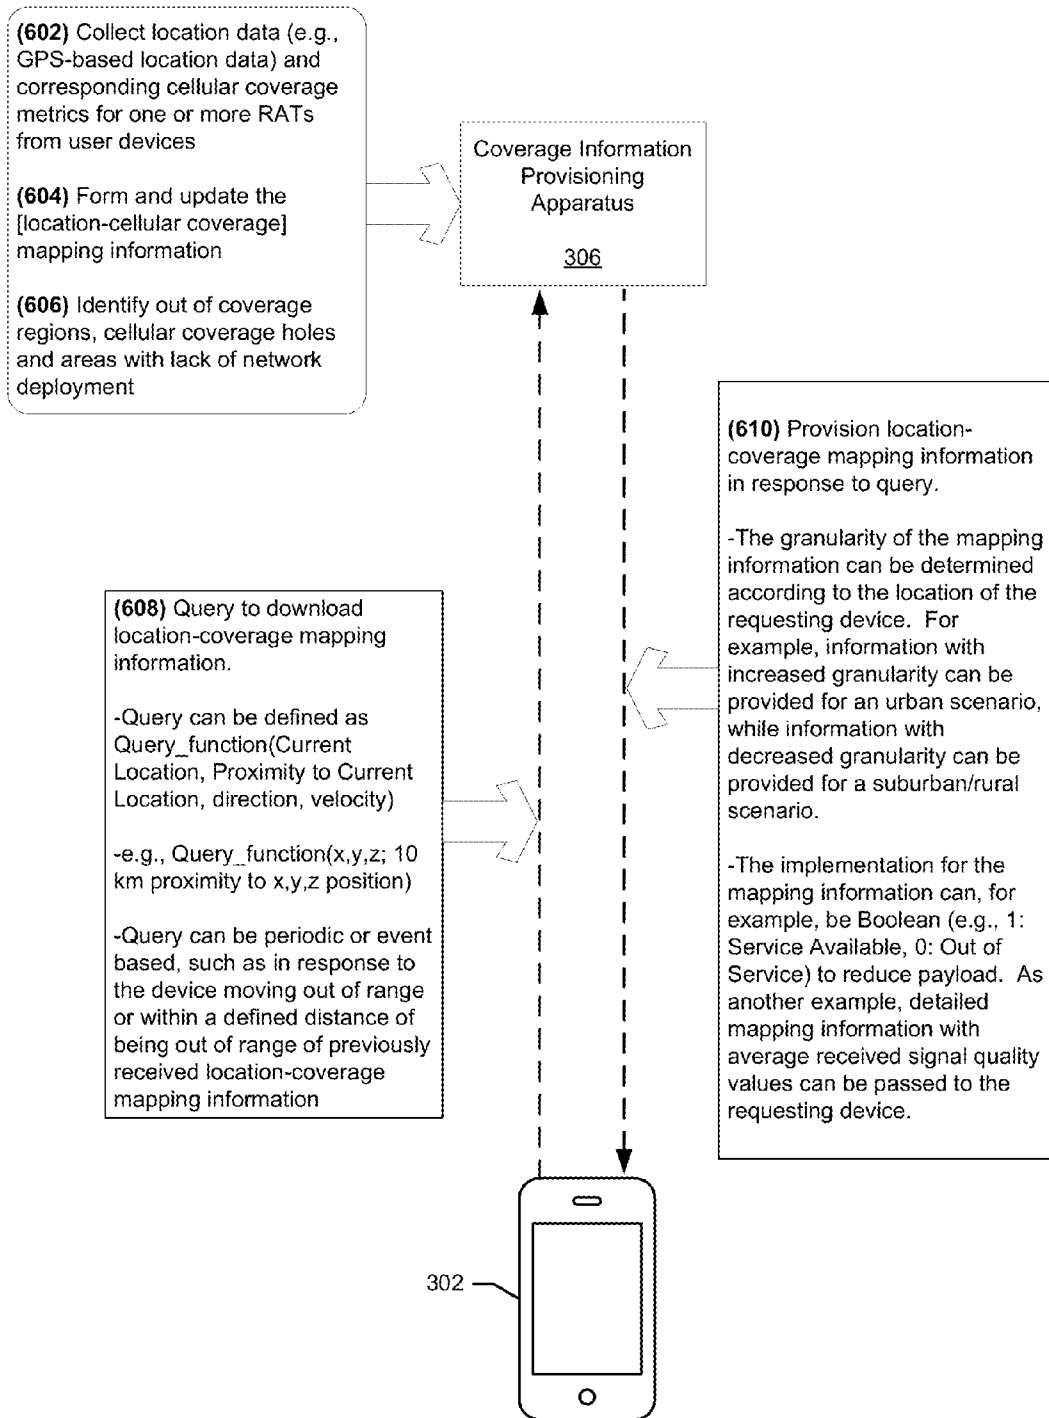 (602) Collect location data (e.g.,
GPS-based location data) and
corresponding cellular coverage
metrics for one or more RATs
from user devices
(604) Form and update the
[location-cellular coverage]
mapping information
(606) Identify out of coverage
regions, cellular coverage holes
and areas with lack of network
deployment
Coverage Information
Provisioning
Apparatus
306
(608) Query to download
location-coverage mapping
information.
-Query can be defined as
Query_function(Current
Location, Proximity to Current
Location, direction, velocity)
-e.g., Query_function(x,y,z; 10
km proximity to x,y,z position)
-Query can be periodic or event
based, such as in response to
the device moving out of range
or within a defined distance of
being out of range of previously
received location-coverage
mapping information
(610) Provision location-
coverage mapping information
in response to query.
-The granularity of the mapping
information can be determined
according to the location of the
requesting device.  For
example, information with
increased granularity can be
provided for an urban scenario,
while information with
decreased granularity can be
provided for a suburban/rural
scenario.
-The implementation for the
mapping information can, for
example, be Boolean (e.g., 1:
Service Available, 0: Out of
Service) to reduce payload.  As
another example, detailed
mapping information with
average received signal quality
values can be passed to the
requesting device.
302